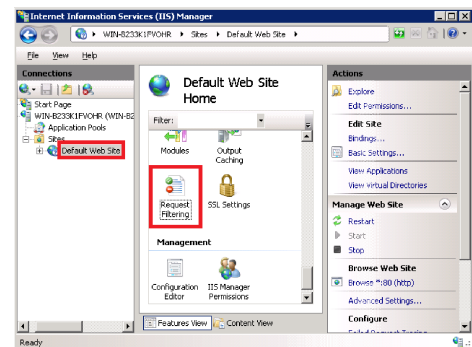 Internet Information Services (IIS) Manager
WIN-B233K1FVOHR
Sites
Default Web Site
File View Help
Connections
Start Page
WIN-B233K1FVOHR (WIN-B2
Application Pools
Sites
Default Web Site
Default Web Site
Home
Filter:
Modules
Output
Caching
Request
Filtering
SSL Settings
Management
Configuration
Editor
IIS Manager
Permissions
Features View
Content View
Actions
Explore
Edit Permissions...
Edit Site
Bindings...
Basic Settings...
View Applications
View Virtual Directories
Manage Web Site
Restart
Start
Stop
Browse Web Site
Browse *:80 (http)
Advanced Settings...
Configure
Failed Request Tracing
Ready